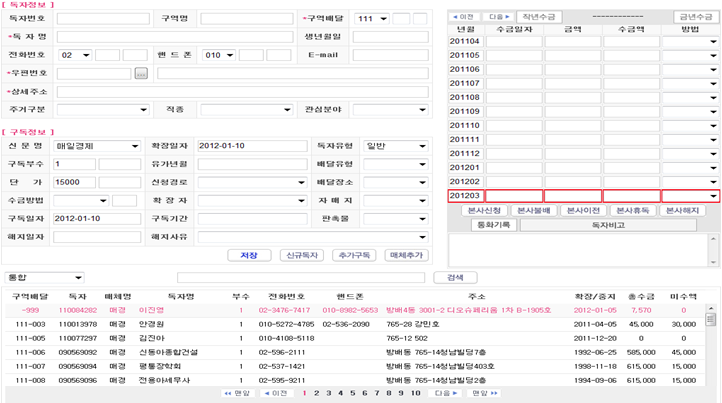 [ 독자정보 ]
독자번호 구역명 *구역배달 111
*독 자 명 생년월일
전화번호 02 핸 드 폰 010 E-mail
*우편번호 ...
*상세주소
주거구분 직종 관심분야
[ 구독정보 ]
신 문 명 매일경제 확장일자 2012-01-10 독자유형 일반
구독부수 1 유가년월 배달유형
단 가 15000 신청경로 배달장소
수금방법 확 장 자 자 매 지
구독일자 2012-01-10 구독기간 판촉물
해지일자 해지사유
저장 신규독자 추가구독 매체추가
◀ 이전 다음 ▶ 작년수금 ------------ 금년수금
년월 수금일자 금액 수금액 방법
201104
201105
201106
201107
201108
201109
201110
201111
201112
201201
201202
201203
본사신청 본사불배 본사이전 본사휴독 본사해지
통화기록 독자비고
통합 검색
구역배달 독자 매체명 독자명 부수 전화번호 핸드폰 주소 확장/중지 총수금 미수액
-999 110084282 매경 이진영 1 02-3476-7417 010-8982-5653 방배4동 3001-2 디오슈페리움 1차 B-1905호 2012-01-05 7,570 0
111-003 110013978 매경 안경원 1 010-5272-4785 02-536-2090 765-28 강민호 2011-04-05 45,000 30,000
111-005 110077297 매경 김진아 1 010-4108-5118 765-12 502 2011-12-20 0 0
111-006 090569092 매경 신동아종합건설 1 02-596-2111 방배동 765-14성남빌딩2층 1992-06-25 585,000 45,000
111-007 090569094 매경 평통장학회 1 02-537-1421 방배동 765-14성남빌딩403호 1998-11-18 615,000 15,000
111-008 090569096 매경 전용아세무사 1 02-595-9211 방배동 765-14성남빌딩2층 1994-09-06 615,000 15,000
◀◀ 맨앞 ◀ 이전 1 2 3 4 5 6 7 8 9 10 다음 ▶ 맨앞 ▶▶